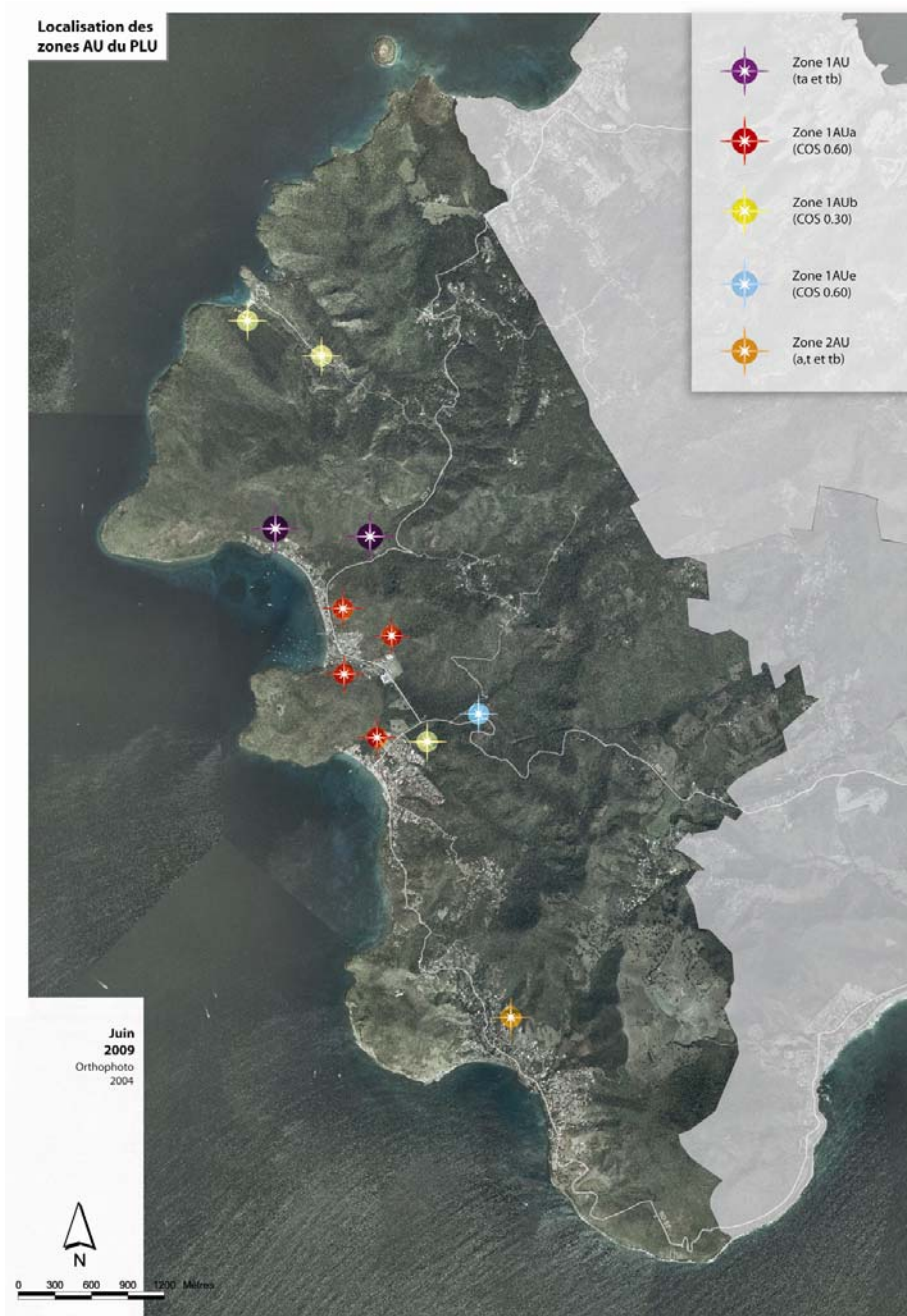 Localisation des
zones AU du PLU
Zone 1AU
(ta et tb)
Zone 1AUa
(COS 0.60)
Zone 1AUb
(COS 0.30)
Zone 1AUe
(COS 0.60)
Zone 2AU
(a,t et tb)
Juin
2009
Orthophoto
2004
N
0 300 600 900 1200 Mètres